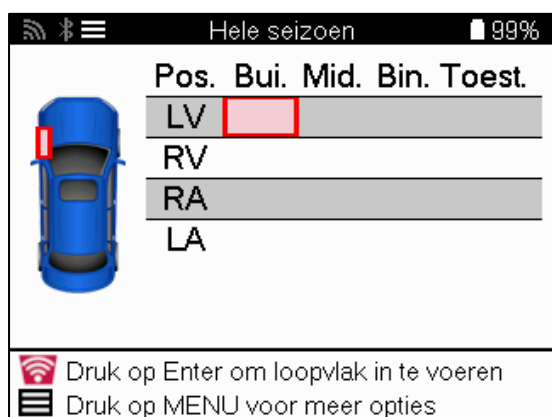 Hele seizoen 99%
Pos. Bui. Mid. Bin. Toest.
LV
RV
RA
LA
Druk op Enter om loopvlak in te voeren
Druk op MENU voor meer opties